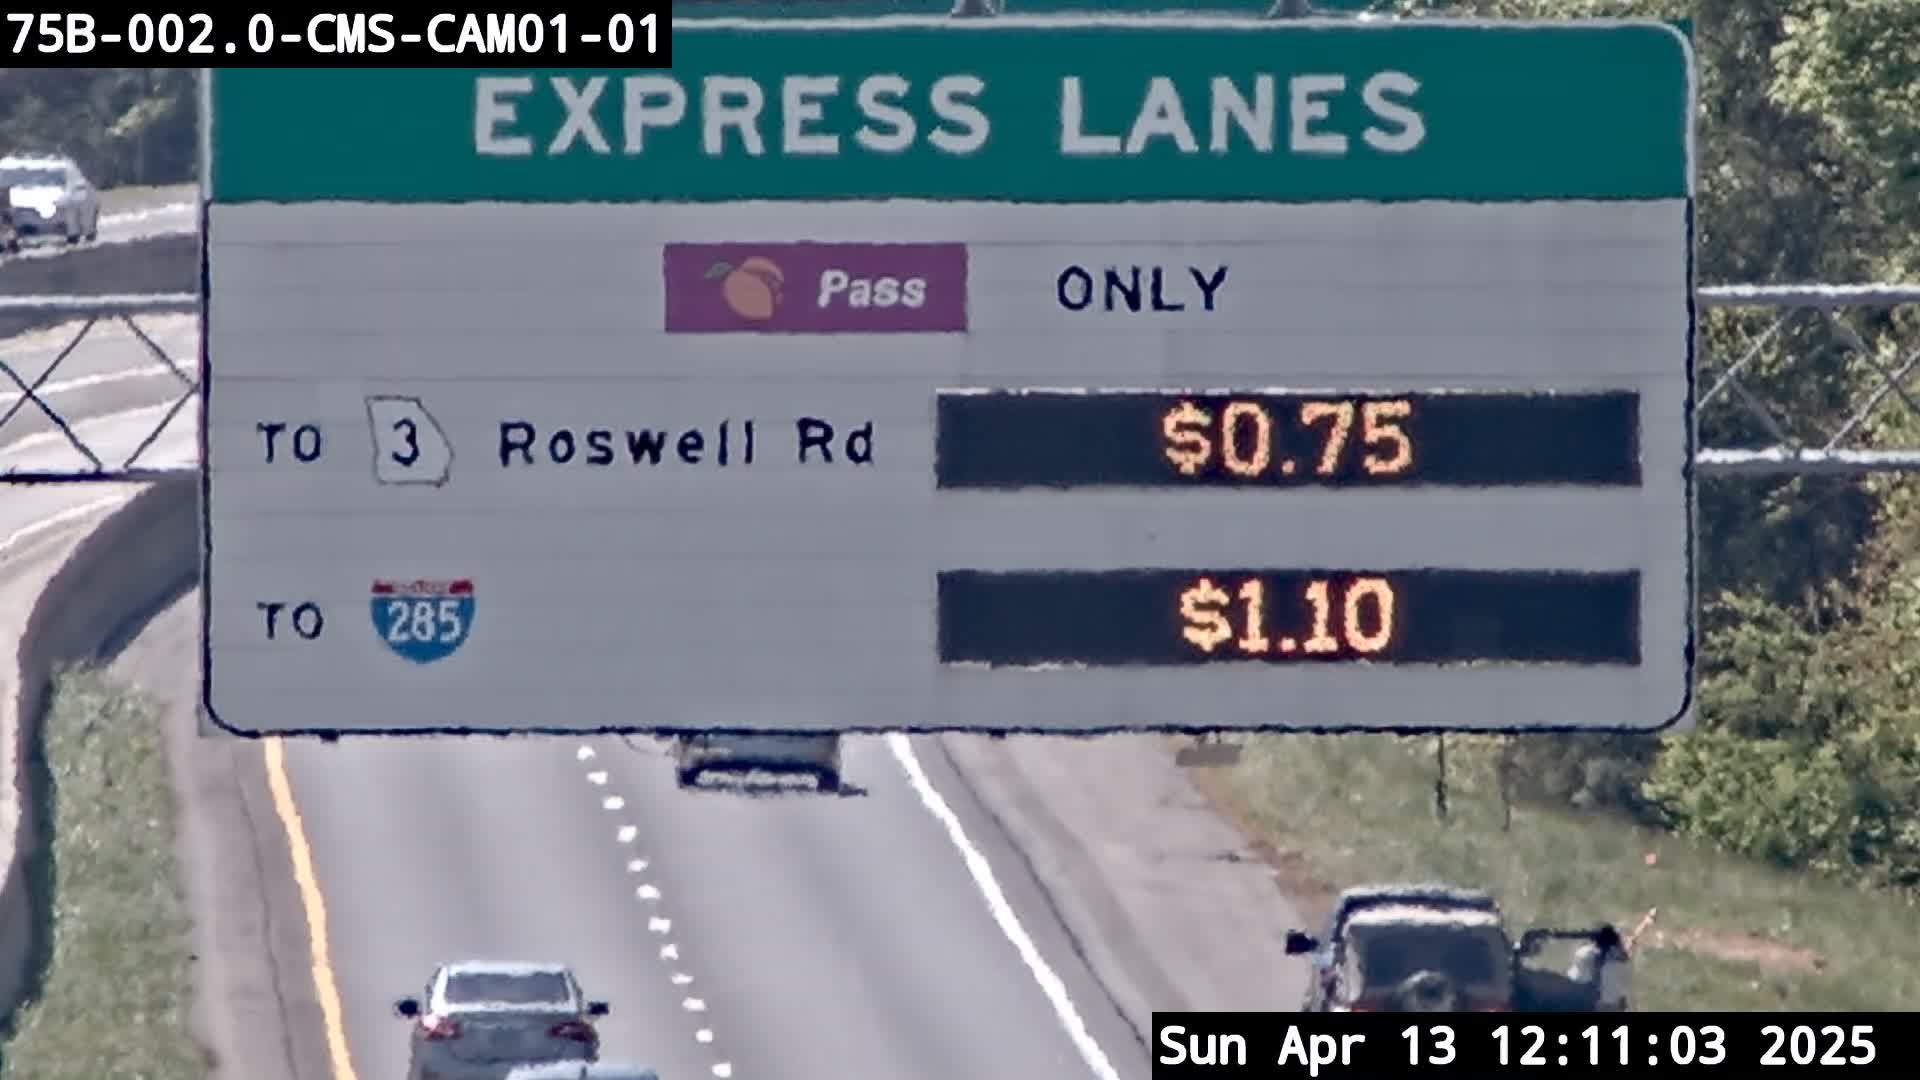 75B-002.0-CMS-CAM01-01
EXPRESS LANES
Pass ONLY
TO 3 Roswell Rd $0.75
TO 285 $1.10
Sun Apr 13 12:11:03 2025